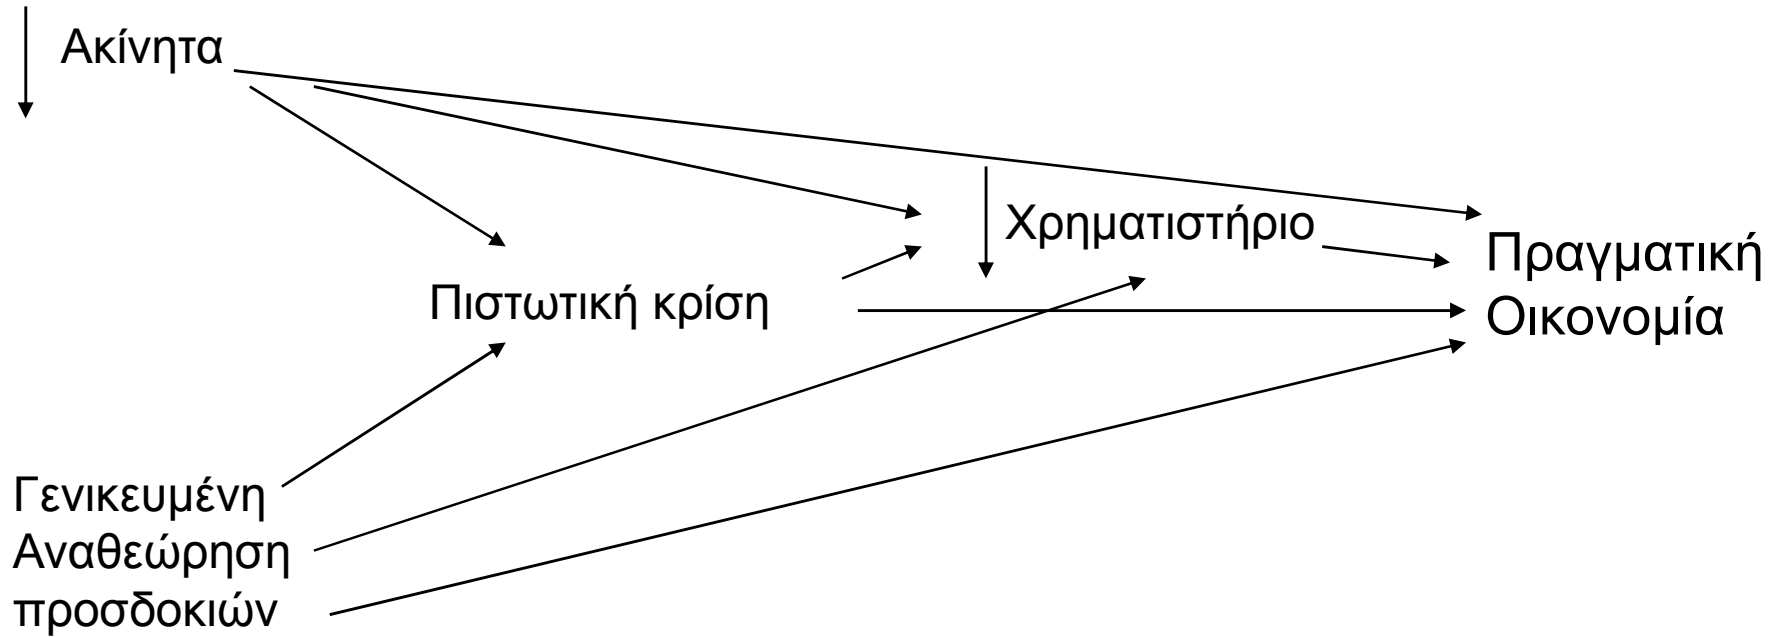 Ακίνητα
Χρηματιστήριο
Πραγματική
Οικονομία
Πιστωτική κρίση
Γενικευμένη
Αναθεώρηση
προσδοκιών